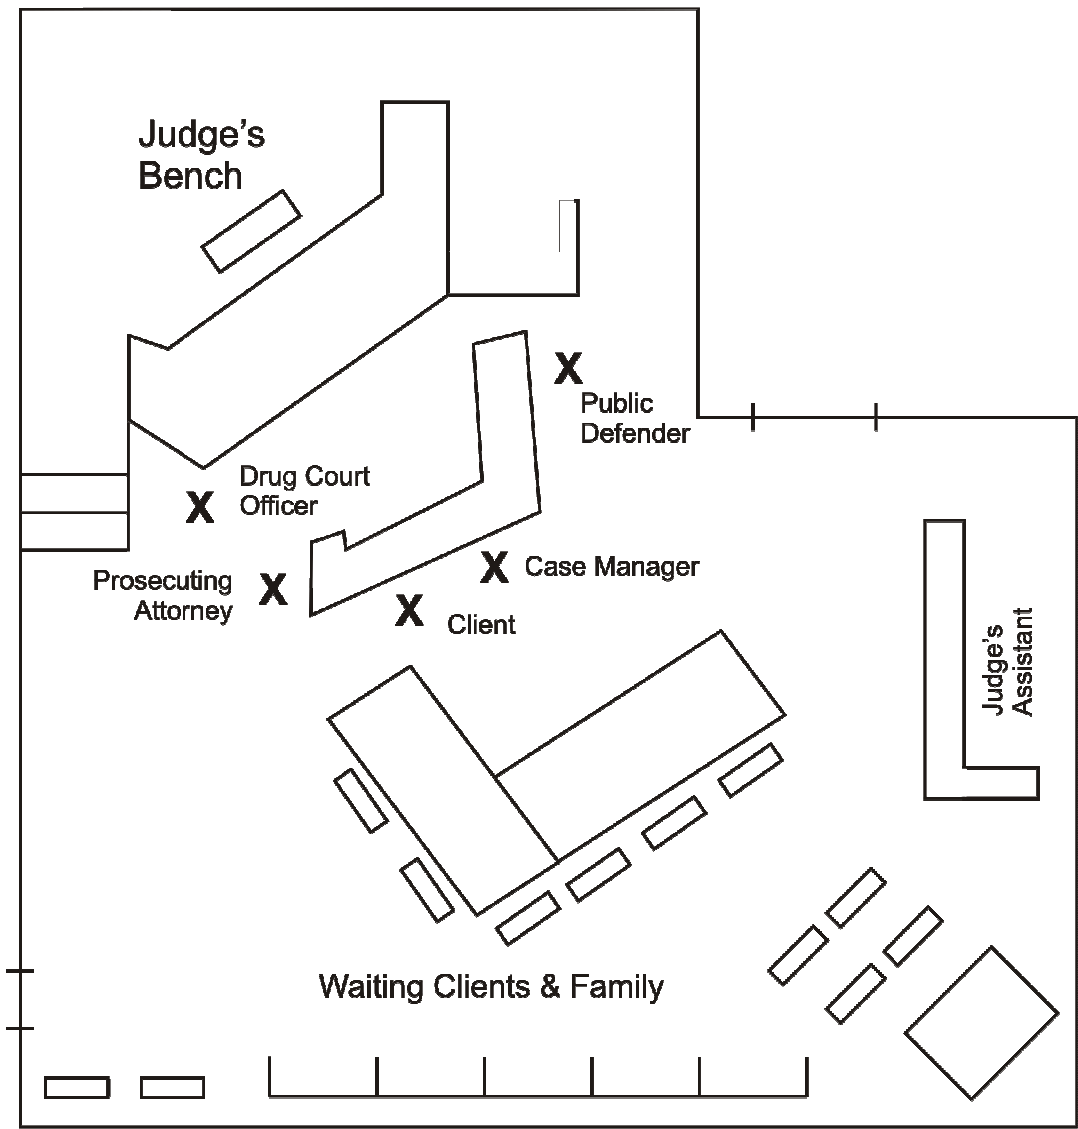 Judge's
Bench
X
Public
Defender
Drug Court
Officer
X
Prosecuting
Attorney
X
X
Case Manager
X
Client
Judge's
Assistant
Waiting Clients & Family